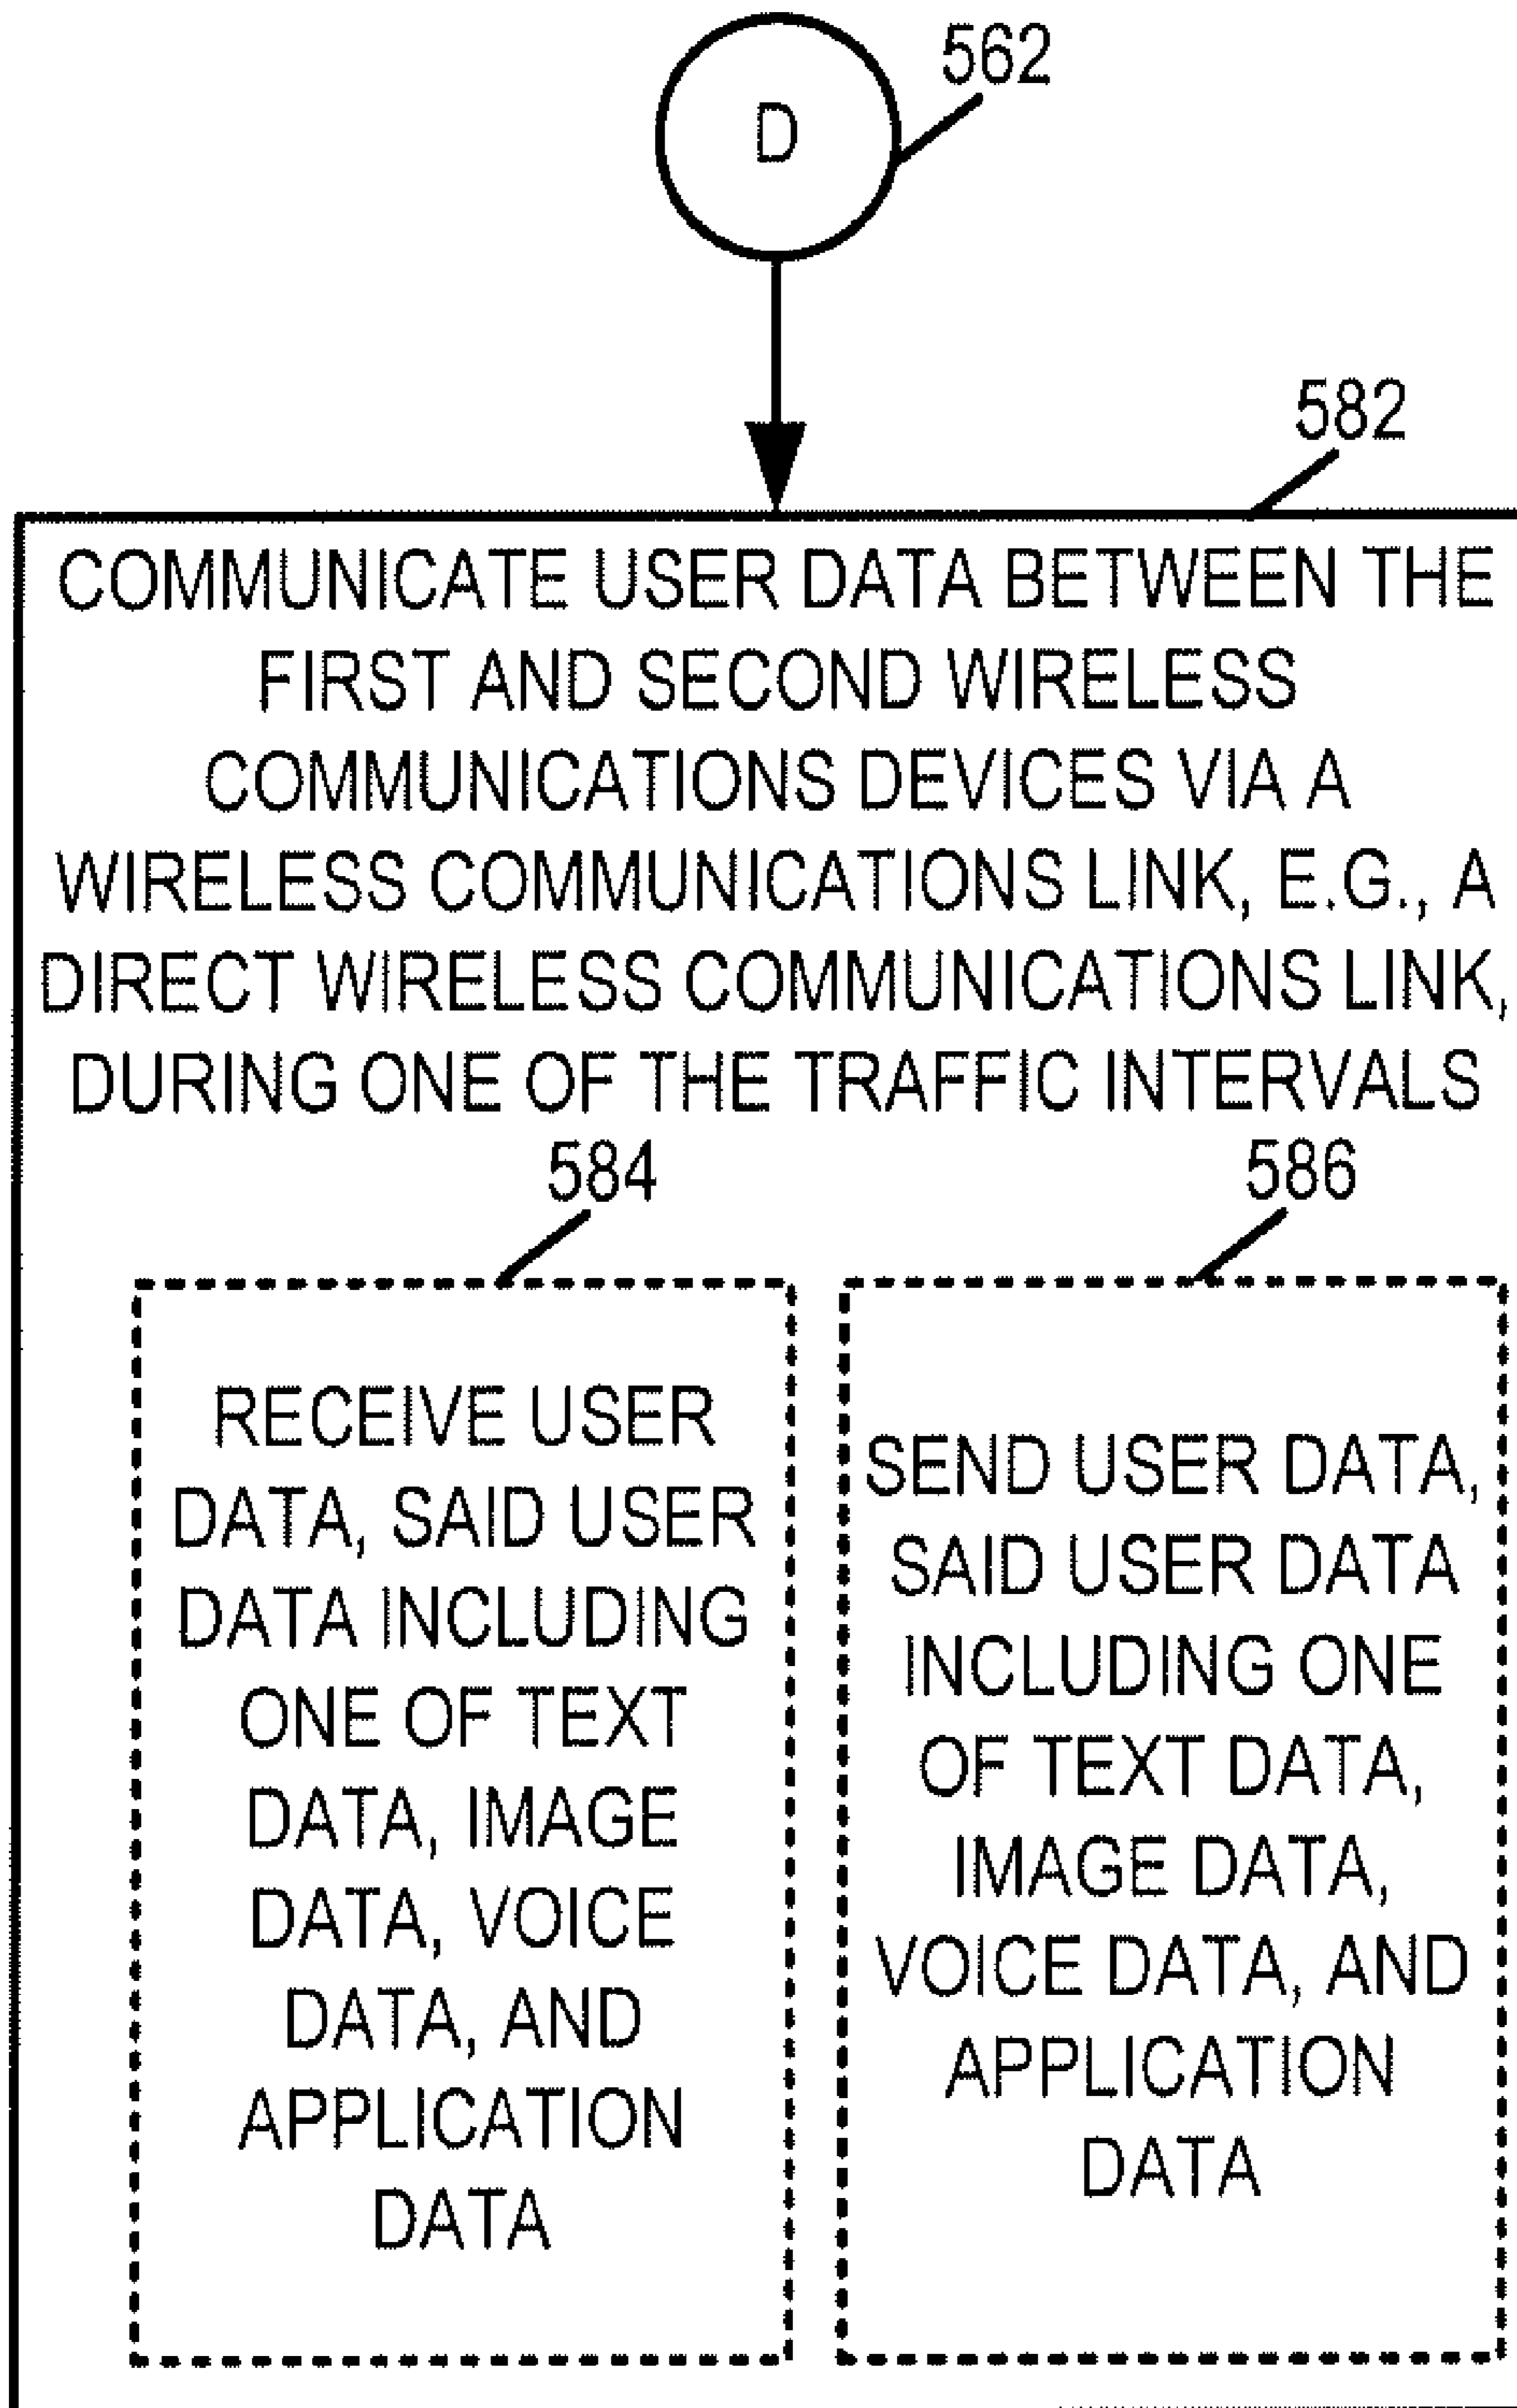 562
D
582
COMMUNICATE USER DATA BETWEEN THE
FIRST AND SECOND WIRELESS
COMMUNICATIONS DEVICES VIA A
WIRELESS COMMUNICATIONS LINK, E.G., A
DIRECT WIRELESS COMMUNICATIONS LINK,
DURING ONE OF THE TRAFFIC INTERVALS
584
RECEIVE USER
DATA, SAID USER
DATA INCLUDING
ONE OF TEXT
DATA, IMAGE
DATA, VOICE
DATA, AND
APPLICATION
DATA
586
SEND USER DATA,
SAID USER DATA
INCLUDING ONE
OF TEXT DATA,
IMAGE DATA,
VOICE DATA, AND
APPLICATION
DATA